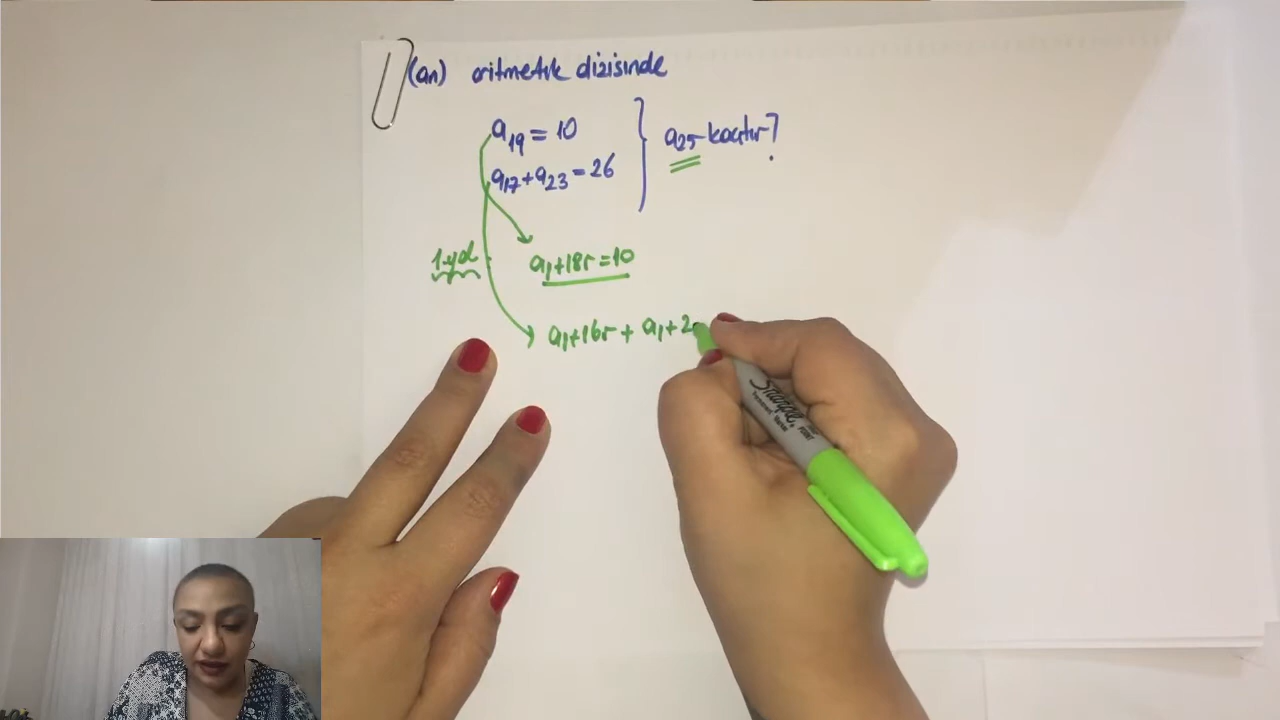 (an) aritmetik dizisinde
a19 = 10
a17 + a23 = 26
a25 kaçtır?
1.yol
a1+18r=10
a1+16r + a1+2
Sharpie